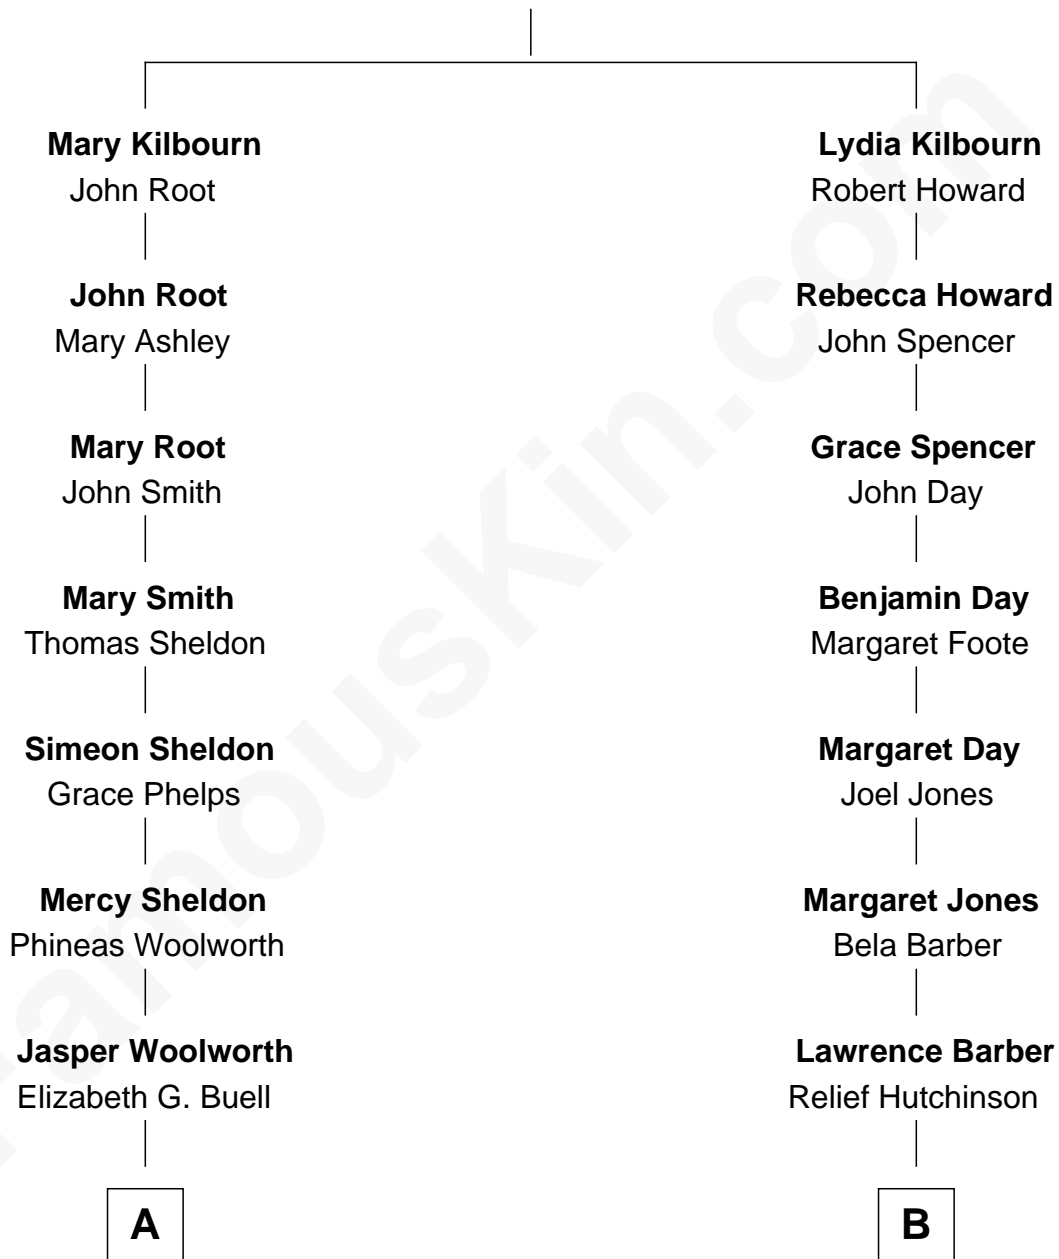 Mary Kilbourn
John Root
John Root
Mary Ashley
Mary Root
John Smith
Mary Smith
Thomas Sheldon
Simeon Sheldon
Grace Phelps
Mercy Sheldon
Phineas Woolworth
Jasper Woolworth
Elizabeth G. Buell
A
Lydia Kilbourn
Robert Howard
Rebecca Howard
John Spencer
Grace Spencer
John Day
Benjamin Day
Margaret Foote
Margaret Day
Joel Jones
Margaret Jones
Bela Barber
Lawrence Barber
Relief Hutchinson
B
FamousKin.com